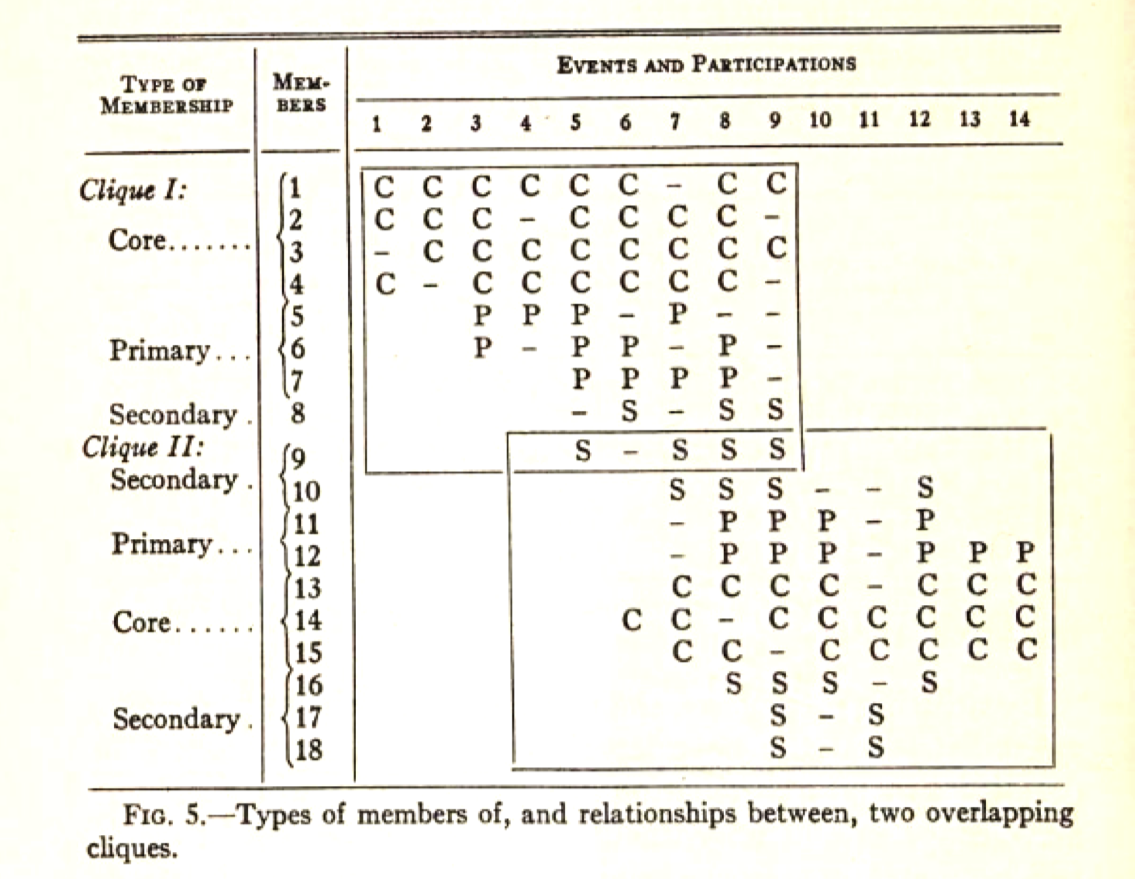 TYPE OF MEMBERSHIP | MEM-BERS | EVENTS AND PARTICIPATIONS
1 2 3 4 5 6 7 8 9 10 11 12 13 14
Clique I:
Core....... 1 C C C C C C – C C
2 C C C – C C C C –
3 – C C C C C C C C
4 C – C C C C C C –
Primary... 5 P P P – P – –
6 P – P P – P –
7 P P P P –
Secondary . 8 – S – S S
Clique II:
Secondary . 9 S – S S S
10 S S S – – S
Primary... 11 – P P P – P
12 – P P P – P P P
Core...... 13 C C C C – C C C
14 C C – C C C C C C
15 C C – C C C C C
Secondary . 16 S S S – S
17 S – S
18 S – S
FIG. 5.—Types of members of, and relationships between, two overlapping
cliques.